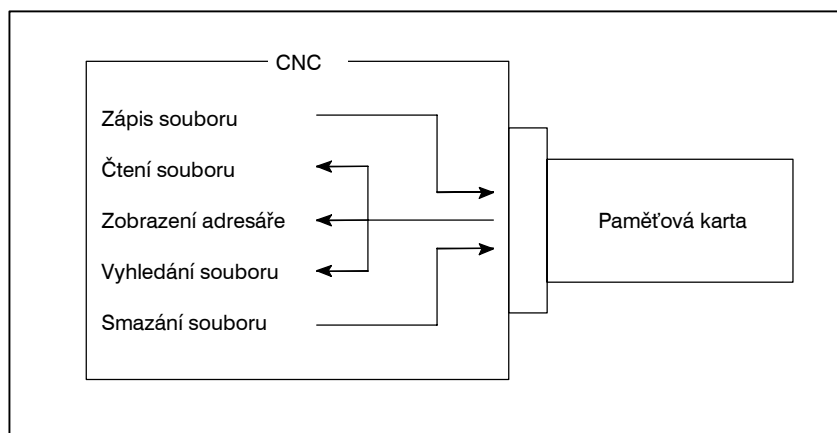 CNC
Zápis souboru
Čtení souboru
Zobrazení adresáře
Vyhledání souboru
Smazání souboru
Paměťová karta